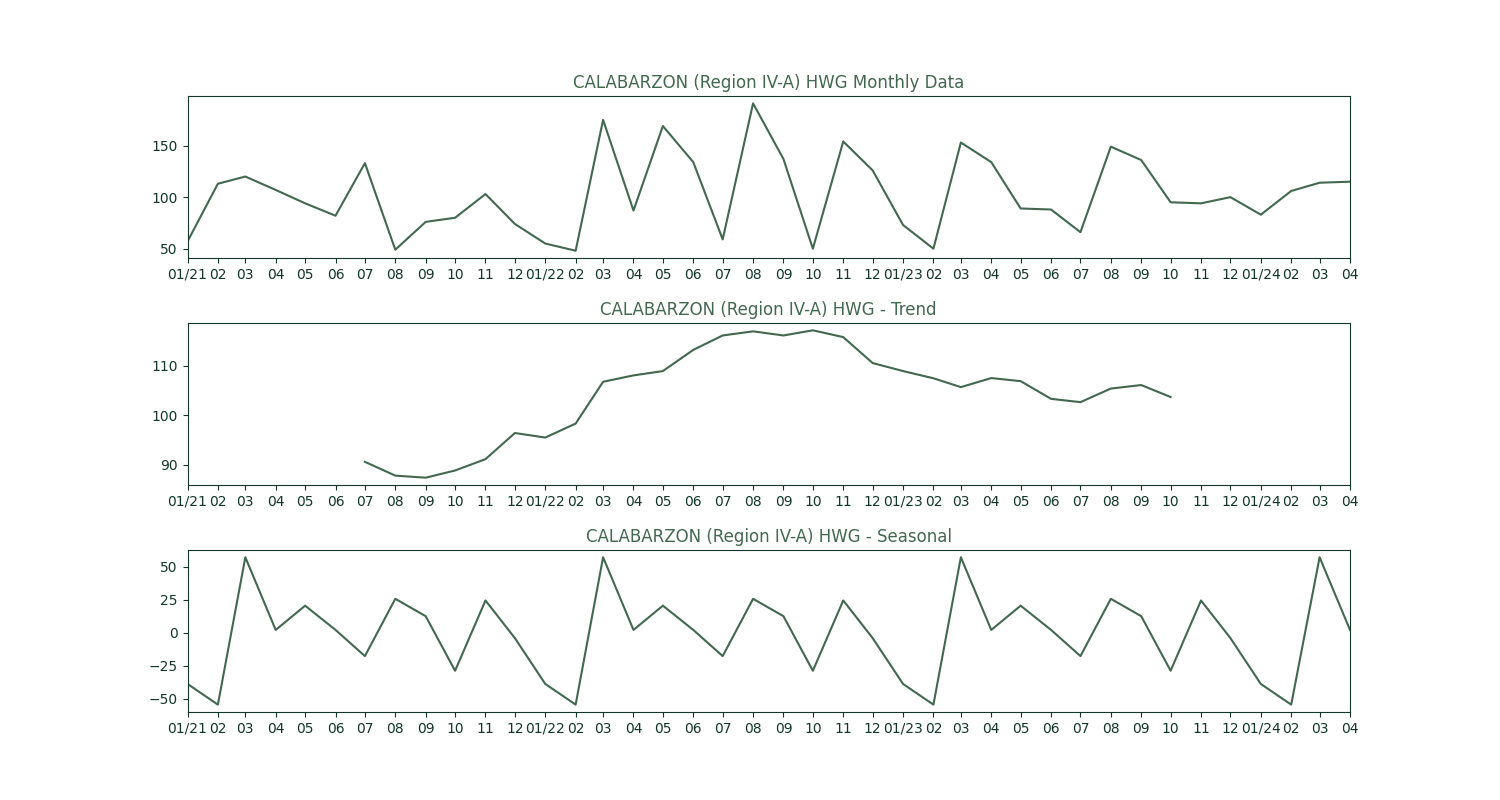 CALABARZON (Region IV-A) HWG Monthly Data
150
100
50
01/21 02 03 04 05 06 07 08 09 10 11 12 01/22 02 03 04 05 06 07 08 09 10 11 12 01/23 02 03 04 05 06 07 08 09 10 11 12 01/24 02 03 04
CALABARZON (Region IV-A) HWG - Trend
110
100
90
01/21 02 03 04 05 06 07 08 09 10 11 12 01/22 02 03 04 05 06 07 08 09 10 11 12 01/23 02 03 04 05 06 07 08 09 10 11 12 01/24 02 03 04
CALABARZON (Region IV-A) HWG - Seasonal
50
25
0
−25
−50
01/21 02 03 04 05 06 07 08 09 10 11 12 01/22 02 03 04 05 06 07 08 09 10 11 12 01/23 02 03 04 05 06 07 08 09 10 11 12 01/24 02 03 04